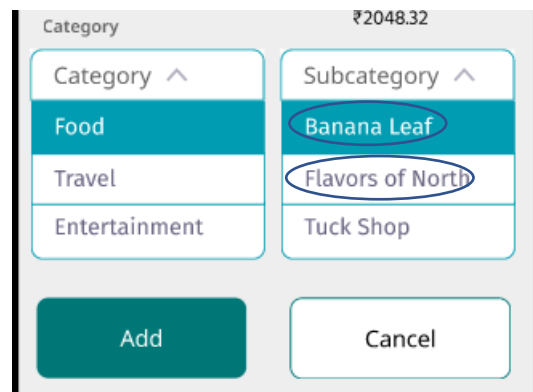 Category
₹2048.32
Category
Subcategory
Food
Banana Leaf
Travel
Flavors of North
Entertainment
Tuck Shop
Add
Cancel